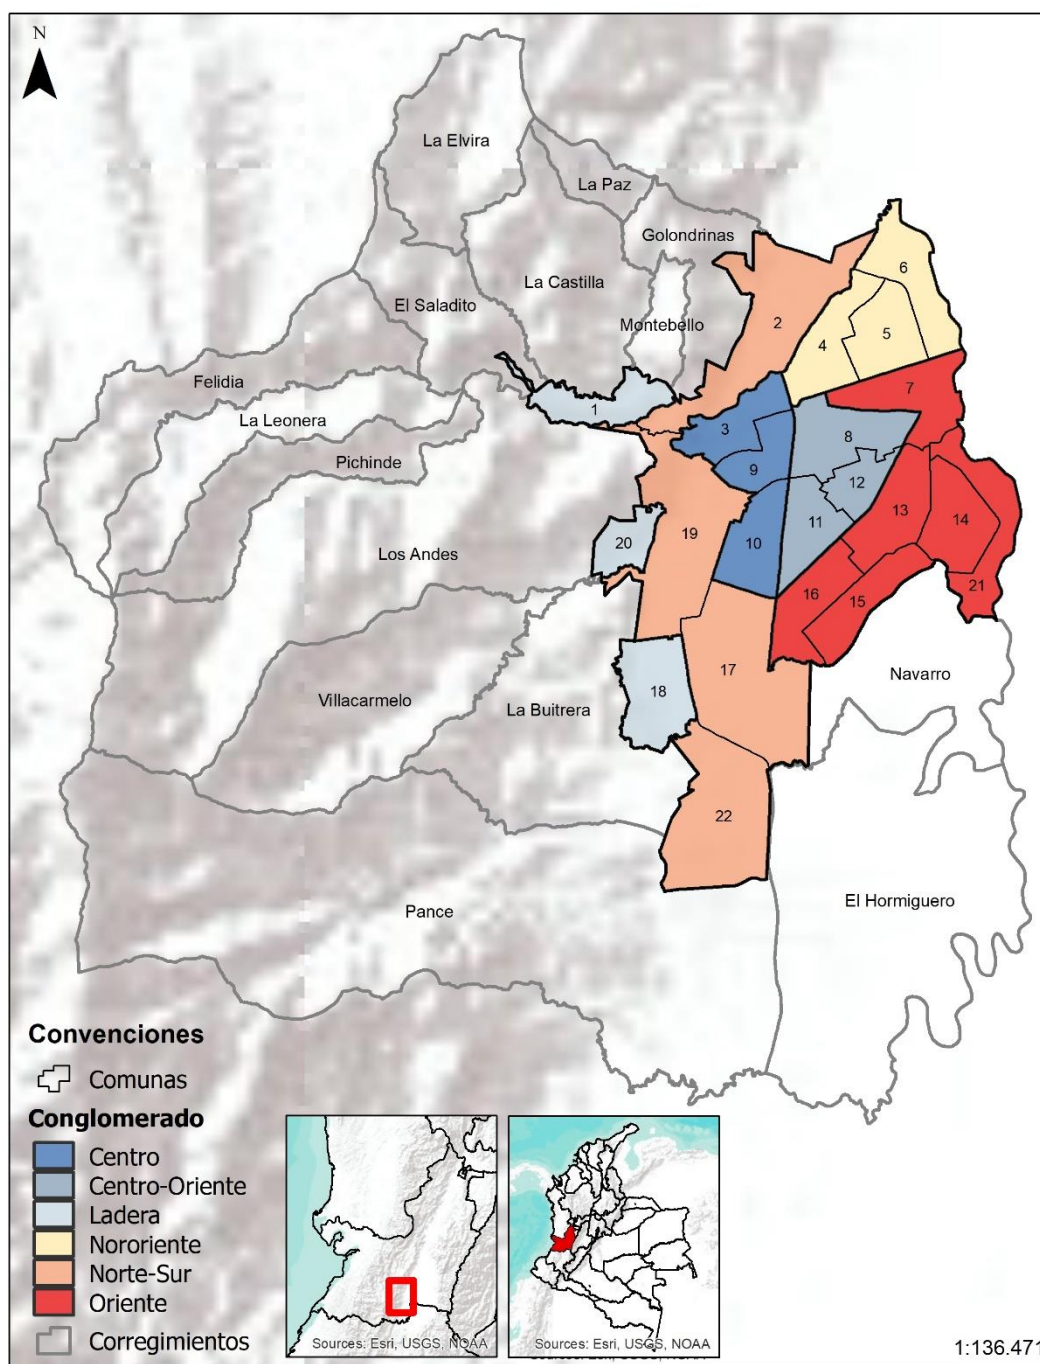 N
La Elvira
La Paz
Golondrinas
6
La Castilla
El Saladito
2
Montebello
5
4
Felidia
7
1
La Leonera
3
8
Pichinde
9
12
13
14
11
19
10
20
Los Andes
21
16
15
Navarro
17
18
Villacarmelo
La Buitrera
22
El Hormiguero
Pance
Convenciones
Comunas
Conglomerado
Centro
Centro-Oriente
Ladera
Nororiente
Norte-Sur
Oriente
Corregimientos
Sources: Esri, USGS, NOAA
Sources: Esri, USGS, NOAA
1:136.471